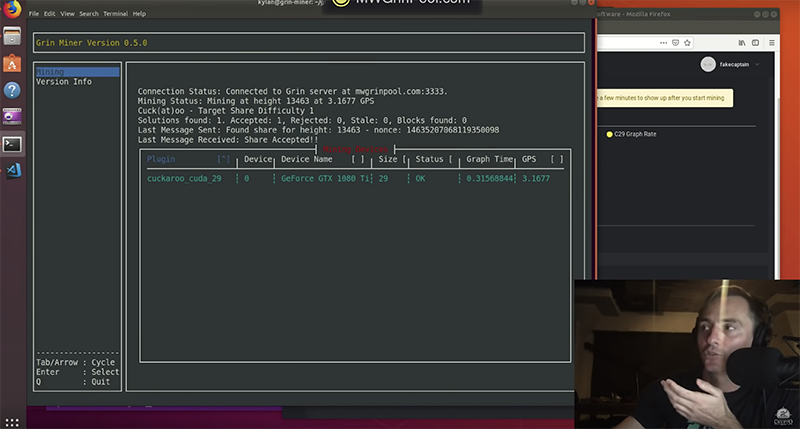 kylan@grin-miner: ~/g
MWGrinPool.com
oftware - Mozilla Firefox
File Edit View Search Terminal Help
Grin Miner Version 0.5.0
fakecaptain
Mining
Version Info
Connection Status: Connected to Grin server at mwgrinpool.com:3333.
Mining Status: Mining at height 13463 at 3.1677 GPS
e a few minutes to show up after you start mining
Cuck(at)oo - Target Share Difficulty 1
Solutions found: 1. Accepted: 1, Rejected: 0, Stale: 0, Blocks found: 0
Last Message Sent: Found share for height: 13463 - nonce: 14635207068119350098
C29 Graph Rate
Last Message Received: Share Accepted!!
Plugin [^] Device Device Name [ ] Size [ Status [ Graph Time GPS [ ]
cuckaroo_cuda_29 0 GeForce GTX 1080 Ti 29 OK 0.31568844 3.1677
Tab/Arrow : Cycle
Enter : Select
Q : Quit